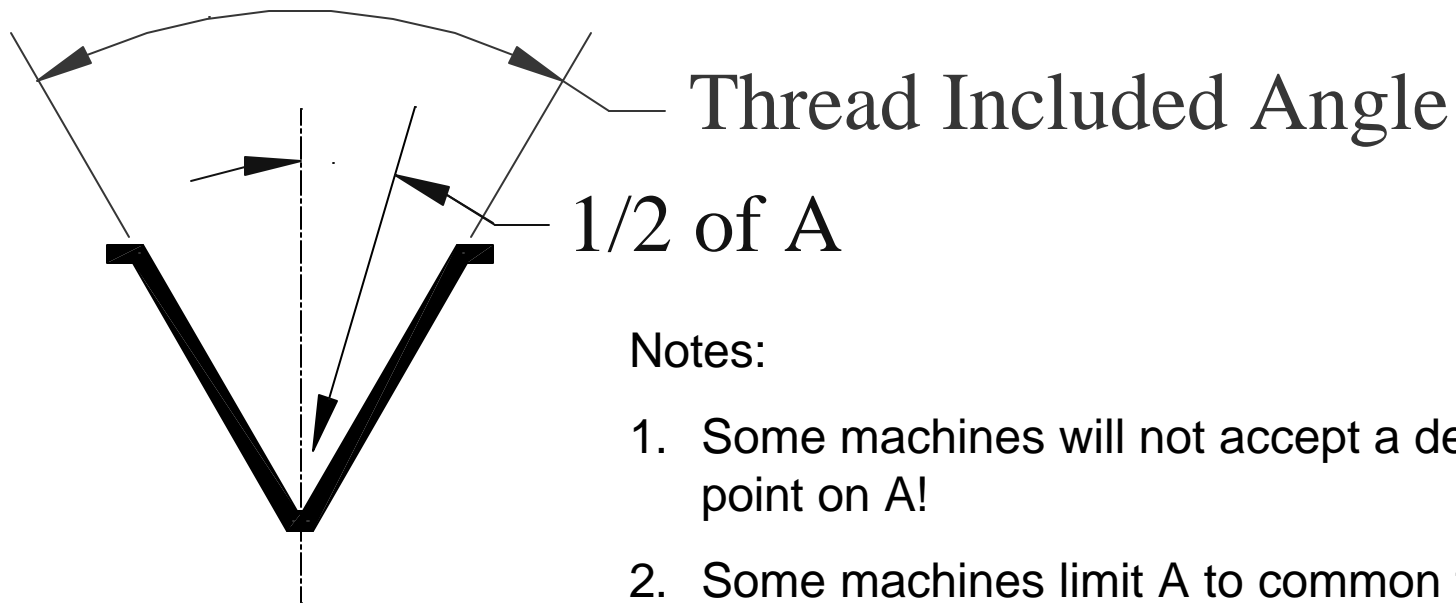 Thread Included Angle
1/2 of A
Notes:
1. Some machines will not accept a
point on A!
2. Some machines limit A to common